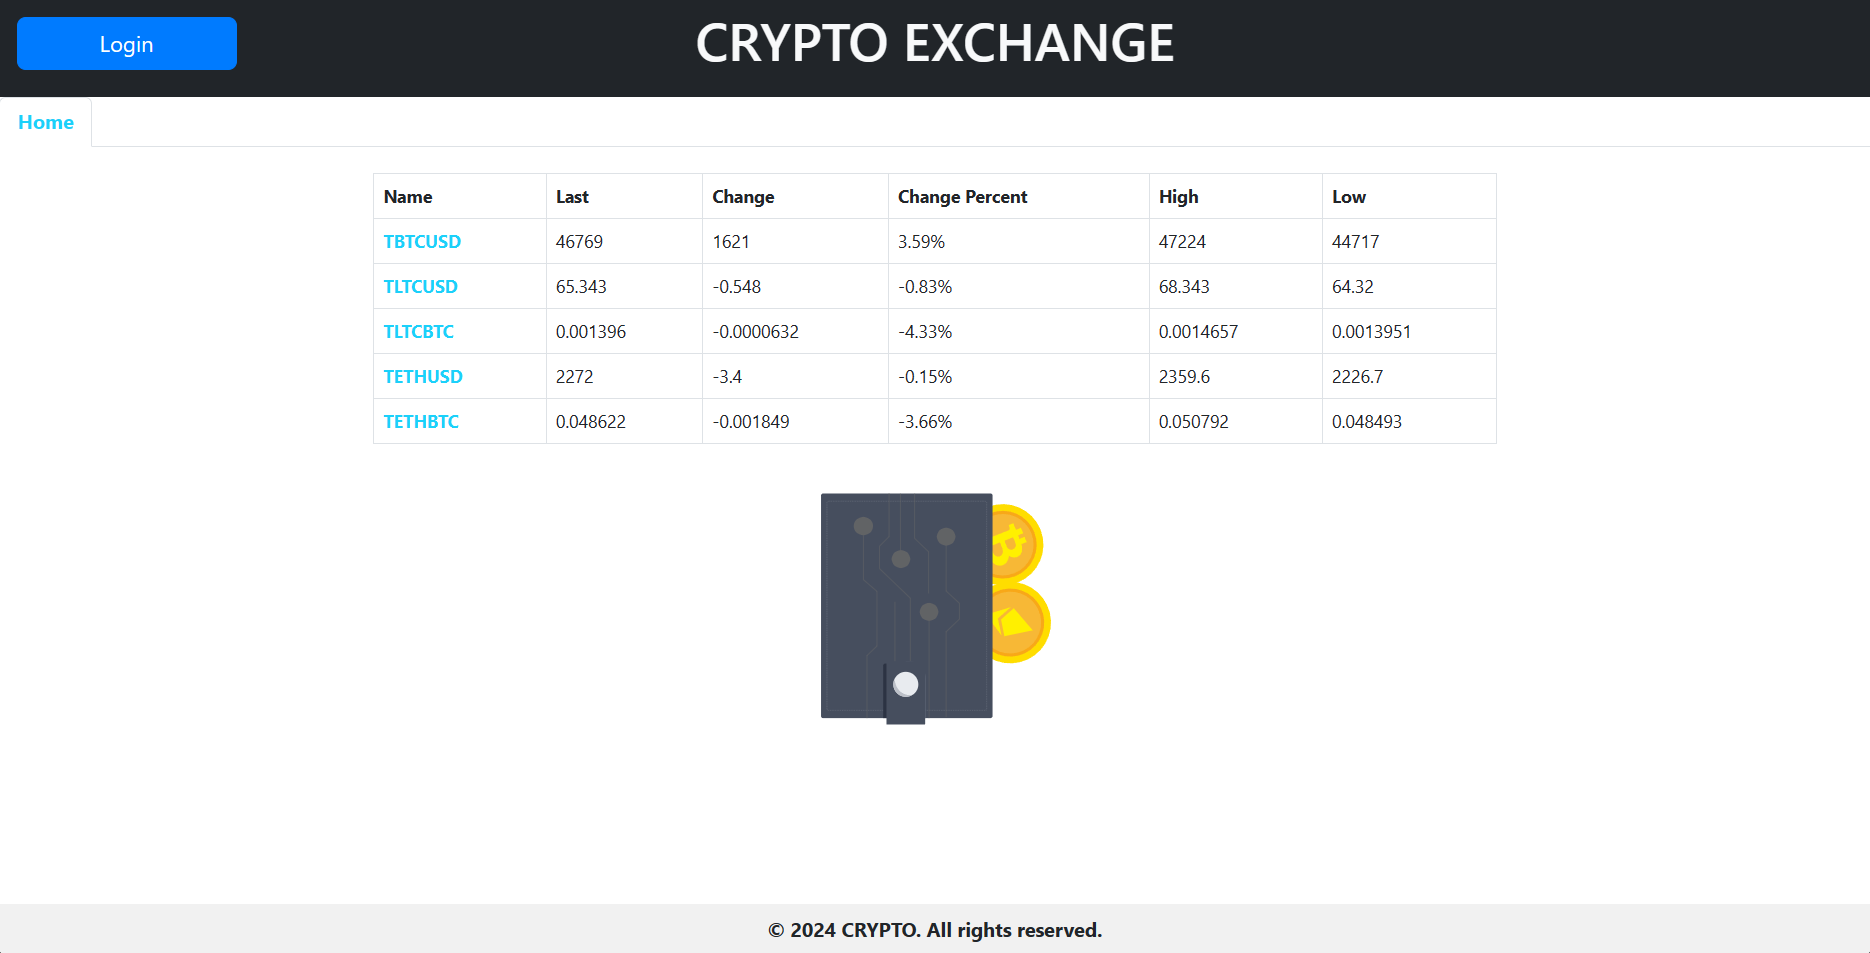 Login
CRYPTO EXCHANGE
Home
Name Last Change Change Percent High Low
TBTCUSD 46769 1621 3.59% 47224 44717
TLTCUSD 65.343 -0.548 -0.83% 68.343 64.32
TLTCBTC 0.001396 -0.0000632 -4.33% 0.0014657 0.0013951
TETHUSD 2272 -3.4 -0.15% 2359.6 2226.7
TETHBTC 0.048622 -0.001849 -3.66% 0.050792 0.048493
© 2024 CRYPTO. All rights reserved.